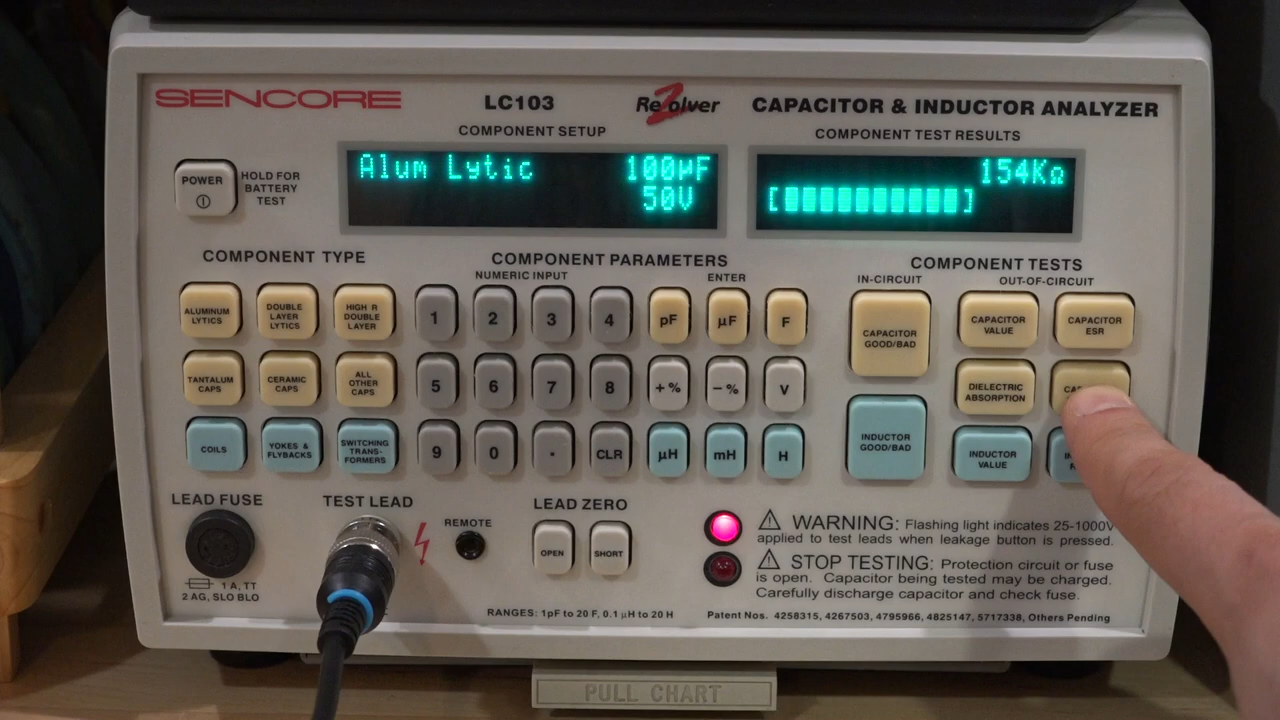 SENCORE
LC103
ReZolver
CAPACITOR & INDUCTOR ANALYZER
COMPONENT SETUP
COMPONENT TEST RESULTS
Alum Lytic 100µF
50V
154KΩ
POWER
HOLD FOR
BATTERY
TEST
COMPONENT TYPE
COMPONENT PARAMETERS
NUMERIC INPUT
ENTER
COMPONENT TESTS
IN-CIRCUIT
OUT-OF-CIRCUIT
ALUMINUM
LYTICS
DOUBLE
LAYER
LYTICS
HIGH R
DOUBLE
LAYER
1
2
3
4
pF
µF
F
CAPACITOR
GOOD/BAD
CAPACITOR
VALUE
CAPACITOR
ESR
TANTALUM
CAPS
CERAMIC
CAPS
ALL
OTHER
CAPS
5
6
7
8
+%
-%
V
DIELECTRIC
ABSORPTION
COILS
YOKES &
FLYBACKS
SWITCHING
TRANS-
FORMERS
9
0
.
CLR
µH
mH
H
INDUCTOR
GOOD/BAD
INDUCTOR
VALUE
LEAD FUSE
TEST LEAD
REMOTE
LEAD ZERO
OPEN
SHORT
1 A, TT
2 AG, SLO BLO
WARNING: Flashing light indicates 25-1000V
applied to test leads when leakage button is pressed.
STOP TESTING: Protection circuit or fuse
is open. Capacitor being tested may be charged.
Carefully discharge capacitor and check fuse.
RANGES: 1pF to 20 F, 0.1 µH to 20 H
Patent Nos. 4258315, 4267503, 4795966, 4825147, 5717338, Others Pending
PULL CHART